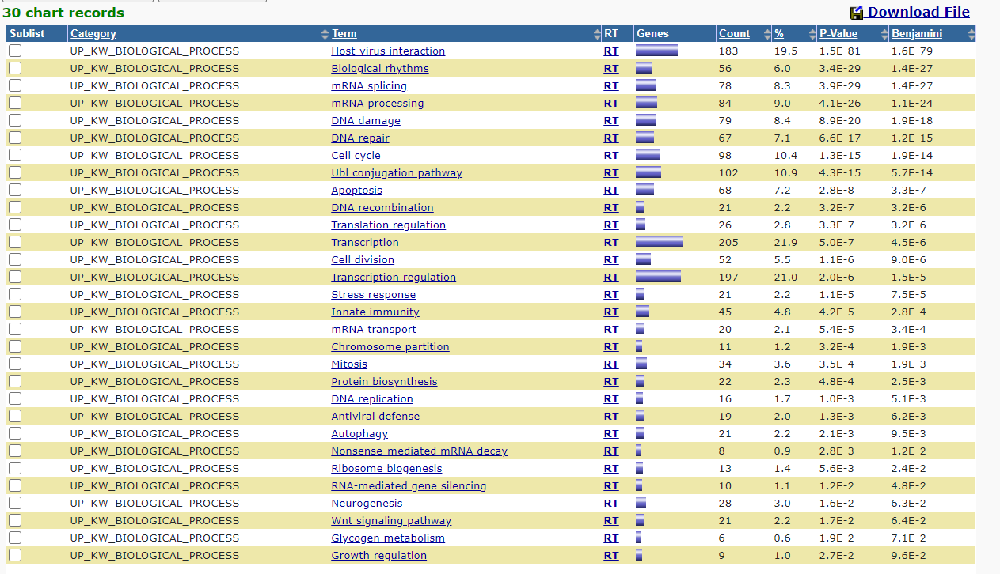 30 chart records Download File
Sublist Category Term RT Genes Count % P-Value Benjamini
UP_KW_BIOLOGICAL_PROCESS Host-virus interaction RT 183 19.5 1.5E-81 1.6E-79
UP_KW_BIOLOGICAL_PROCESS Biological rhythms RT 56 6.0 3.4E-29 1.4E-27
UP_KW_BIOLOGICAL_PROCESS mRNA splicing RT 78 8.3 3.9E-29 1.4E-27
UP_KW_BIOLOGICAL_PROCESS mRNA processing RT 84 9.0 4.1E-26 1.1E-24
UP_KW_BIOLOGICAL_PROCESS DNA damage RT 79 8.4 8.9E-20 1.9E-18
UP_KW_BIOLOGICAL_PROCESS DNA repair RT 67 7.1 6.6E-17 1.2E-15
UP_KW_BIOLOGICAL_PROCESS Cell cycle RT 98 10.4 1.3E-15 1.9E-14
UP_KW_BIOLOGICAL_PROCESS Ubl conjugation pathway RT 102 10.9 4.3E-15 5.7E-14
UP_KW_BIOLOGICAL_PROCESS Apoptosis RT 68 7.2 2.8E-8 3.3E-7
UP_KW_BIOLOGICAL_PROCESS DNA recombination RT 21 2.2 3.2E-7 3.2E-6
UP_KW_BIOLOGICAL_PROCESS Translation regulation RT 26 2.8 3.3E-7 3.2E-6
UP_KW_BIOLOGICAL_PROCESS Transcription RT 205 21.9 5.0E-7 4.5E-6
UP_KW_BIOLOGICAL_PROCESS Cell division RT 52 5.5 1.1E-6 9.0E-6
UP_KW_BIOLOGICAL_PROCESS Transcription regulation RT 197 21.0 2.0E-6 1.5E-5
UP_KW_BIOLOGICAL_PROCESS Stress response RT 21 2.2 1.1E-5 7.5E-5
UP_KW_BIOLOGICAL_PROCESS Innate immunity RT 45 4.8 4.2E-5 2.8E-4
UP_KW_BIOLOGICAL_PROCESS mRNA transport RT 20 2.1 5.4E-5 3.4E-4
UP_KW_BIOLOGICAL_PROCESS Chromosome partition RT 11 1.2 3.2E-4 1.9E-3
UP_KW_BIOLOGICAL_PROCESS Mitosis RT 34 3.6 3.5E-4 1.9E-3
UP_KW_BIOLOGICAL_PROCESS Protein biosynthesis RT 22 2.3 4.8E-4 2.5E-3
UP_KW_BIOLOGICAL_PROCESS DNA replication RT 16 1.7 1.0E-3 5.1E-3
UP_KW_BIOLOGICAL_PROCESS Antiviral defense RT 19 2.0 1.3E-3 6.2E-3
UP_KW_BIOLOGICAL_PROCESS Autophagy RT 21 2.2 2.1E-3 9.5E-3
UP_KW_BIOLOGICAL_PROCESS Nonsense-mediated mRNA decay RT 8 0.9 2.8E-3 1.2E-2
UP_KW_BIOLOGICAL_PROCESS Ribosome biogenesis RT 13 1.4 5.6E-3 2.4E-2
UP_KW_BIOLOGICAL_PROCESS RNA-mediated gene silencing RT 10 1.1 1.2E-2 4.8E-2
UP_KW_BIOLOGICAL_PROCESS Neurogenesis RT 28 3.0 1.6E-2 6.3E-2
UP_KW_BIOLOGICAL_PROCESS Wnt signaling pathway RT 21 2.2 1.7E-2 6.4E-2
UP_KW_BIOLOGICAL_PROCESS Glycogen metabolism RT 6 0.6 1.9E-2 7.1E-2
UP_KW_BIOLOGICAL_PROCESS Growth regulation RT 9 1.0 2.7E-2 9.6E-2